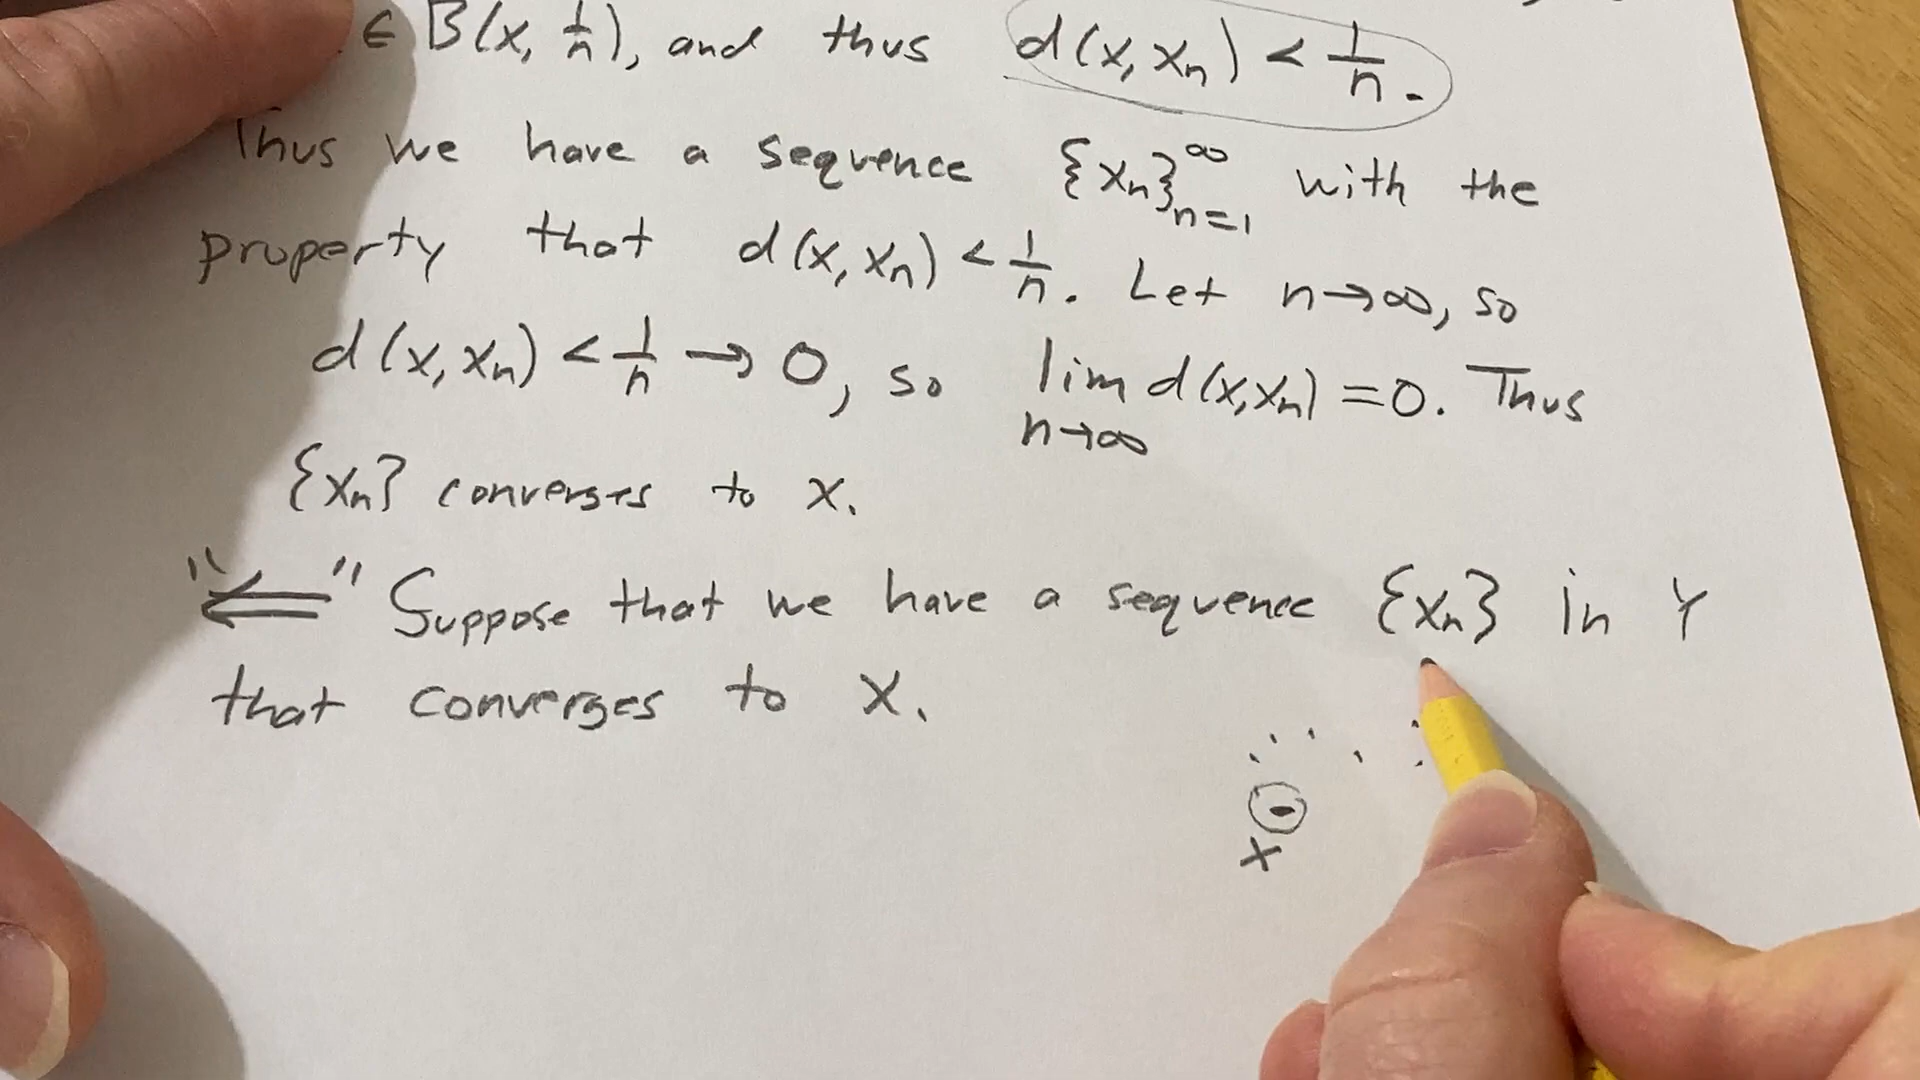 ∈ B(x, 1/n), and thus d(x, xₙ) < 1/n.
Thus we have a sequence {xₙ}^∞_{n=1} with the
property that d(x, xₙ) < 1/n. Let n→∞, so
d(x, xₙ) < 1/n → 0, so lim_{n→∞} d(x, xₙ) = 0. Thus
{xₙ} converges to x.
"⇐" Suppose that we have a sequence {xₙ} in Y
that converges to x.
x